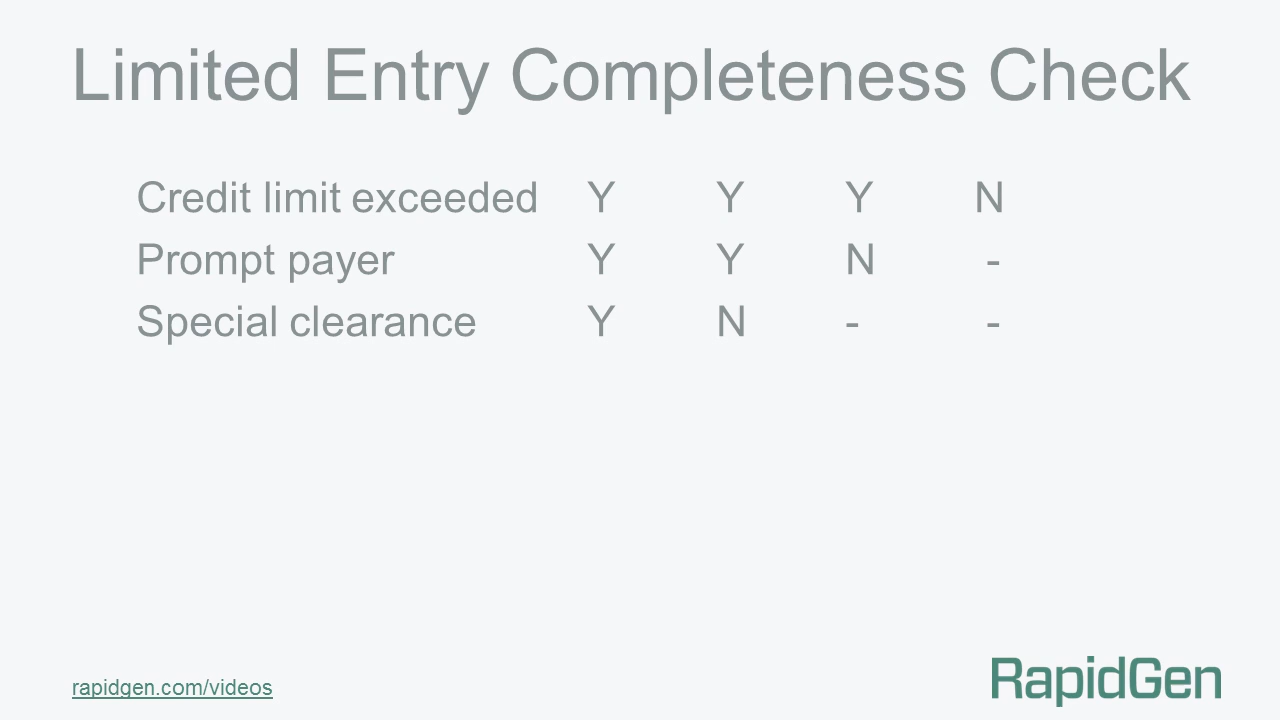 Limited Entry Completeness Check
Credit limit exceeded Y Y Y N
Prompt payer Y Y N -
Special clearance Y N - -
rapidgen.com/videos
RapidGen